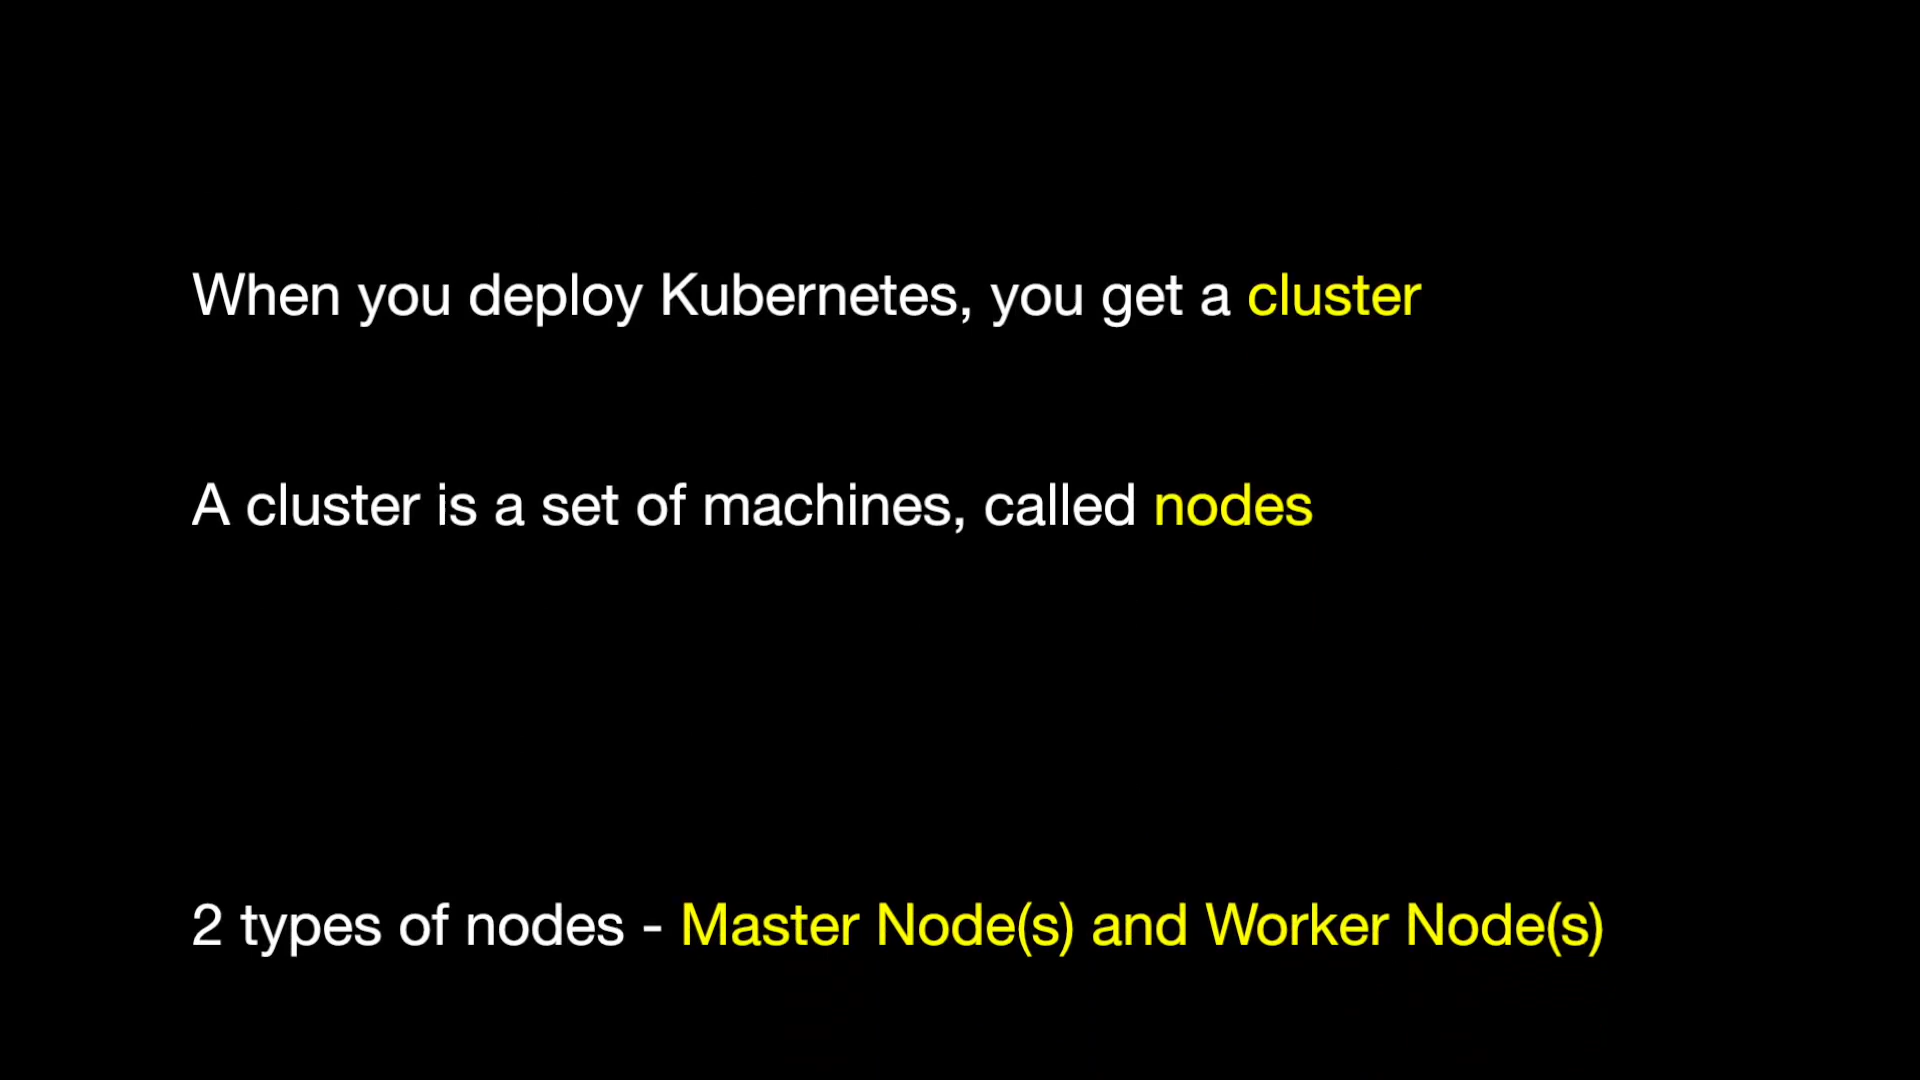 When you deploy Kubernetes, you get a cluster
A cluster is a set of machines, called nodes
2 types of nodes - Master Node(s) and Worker Node(s)